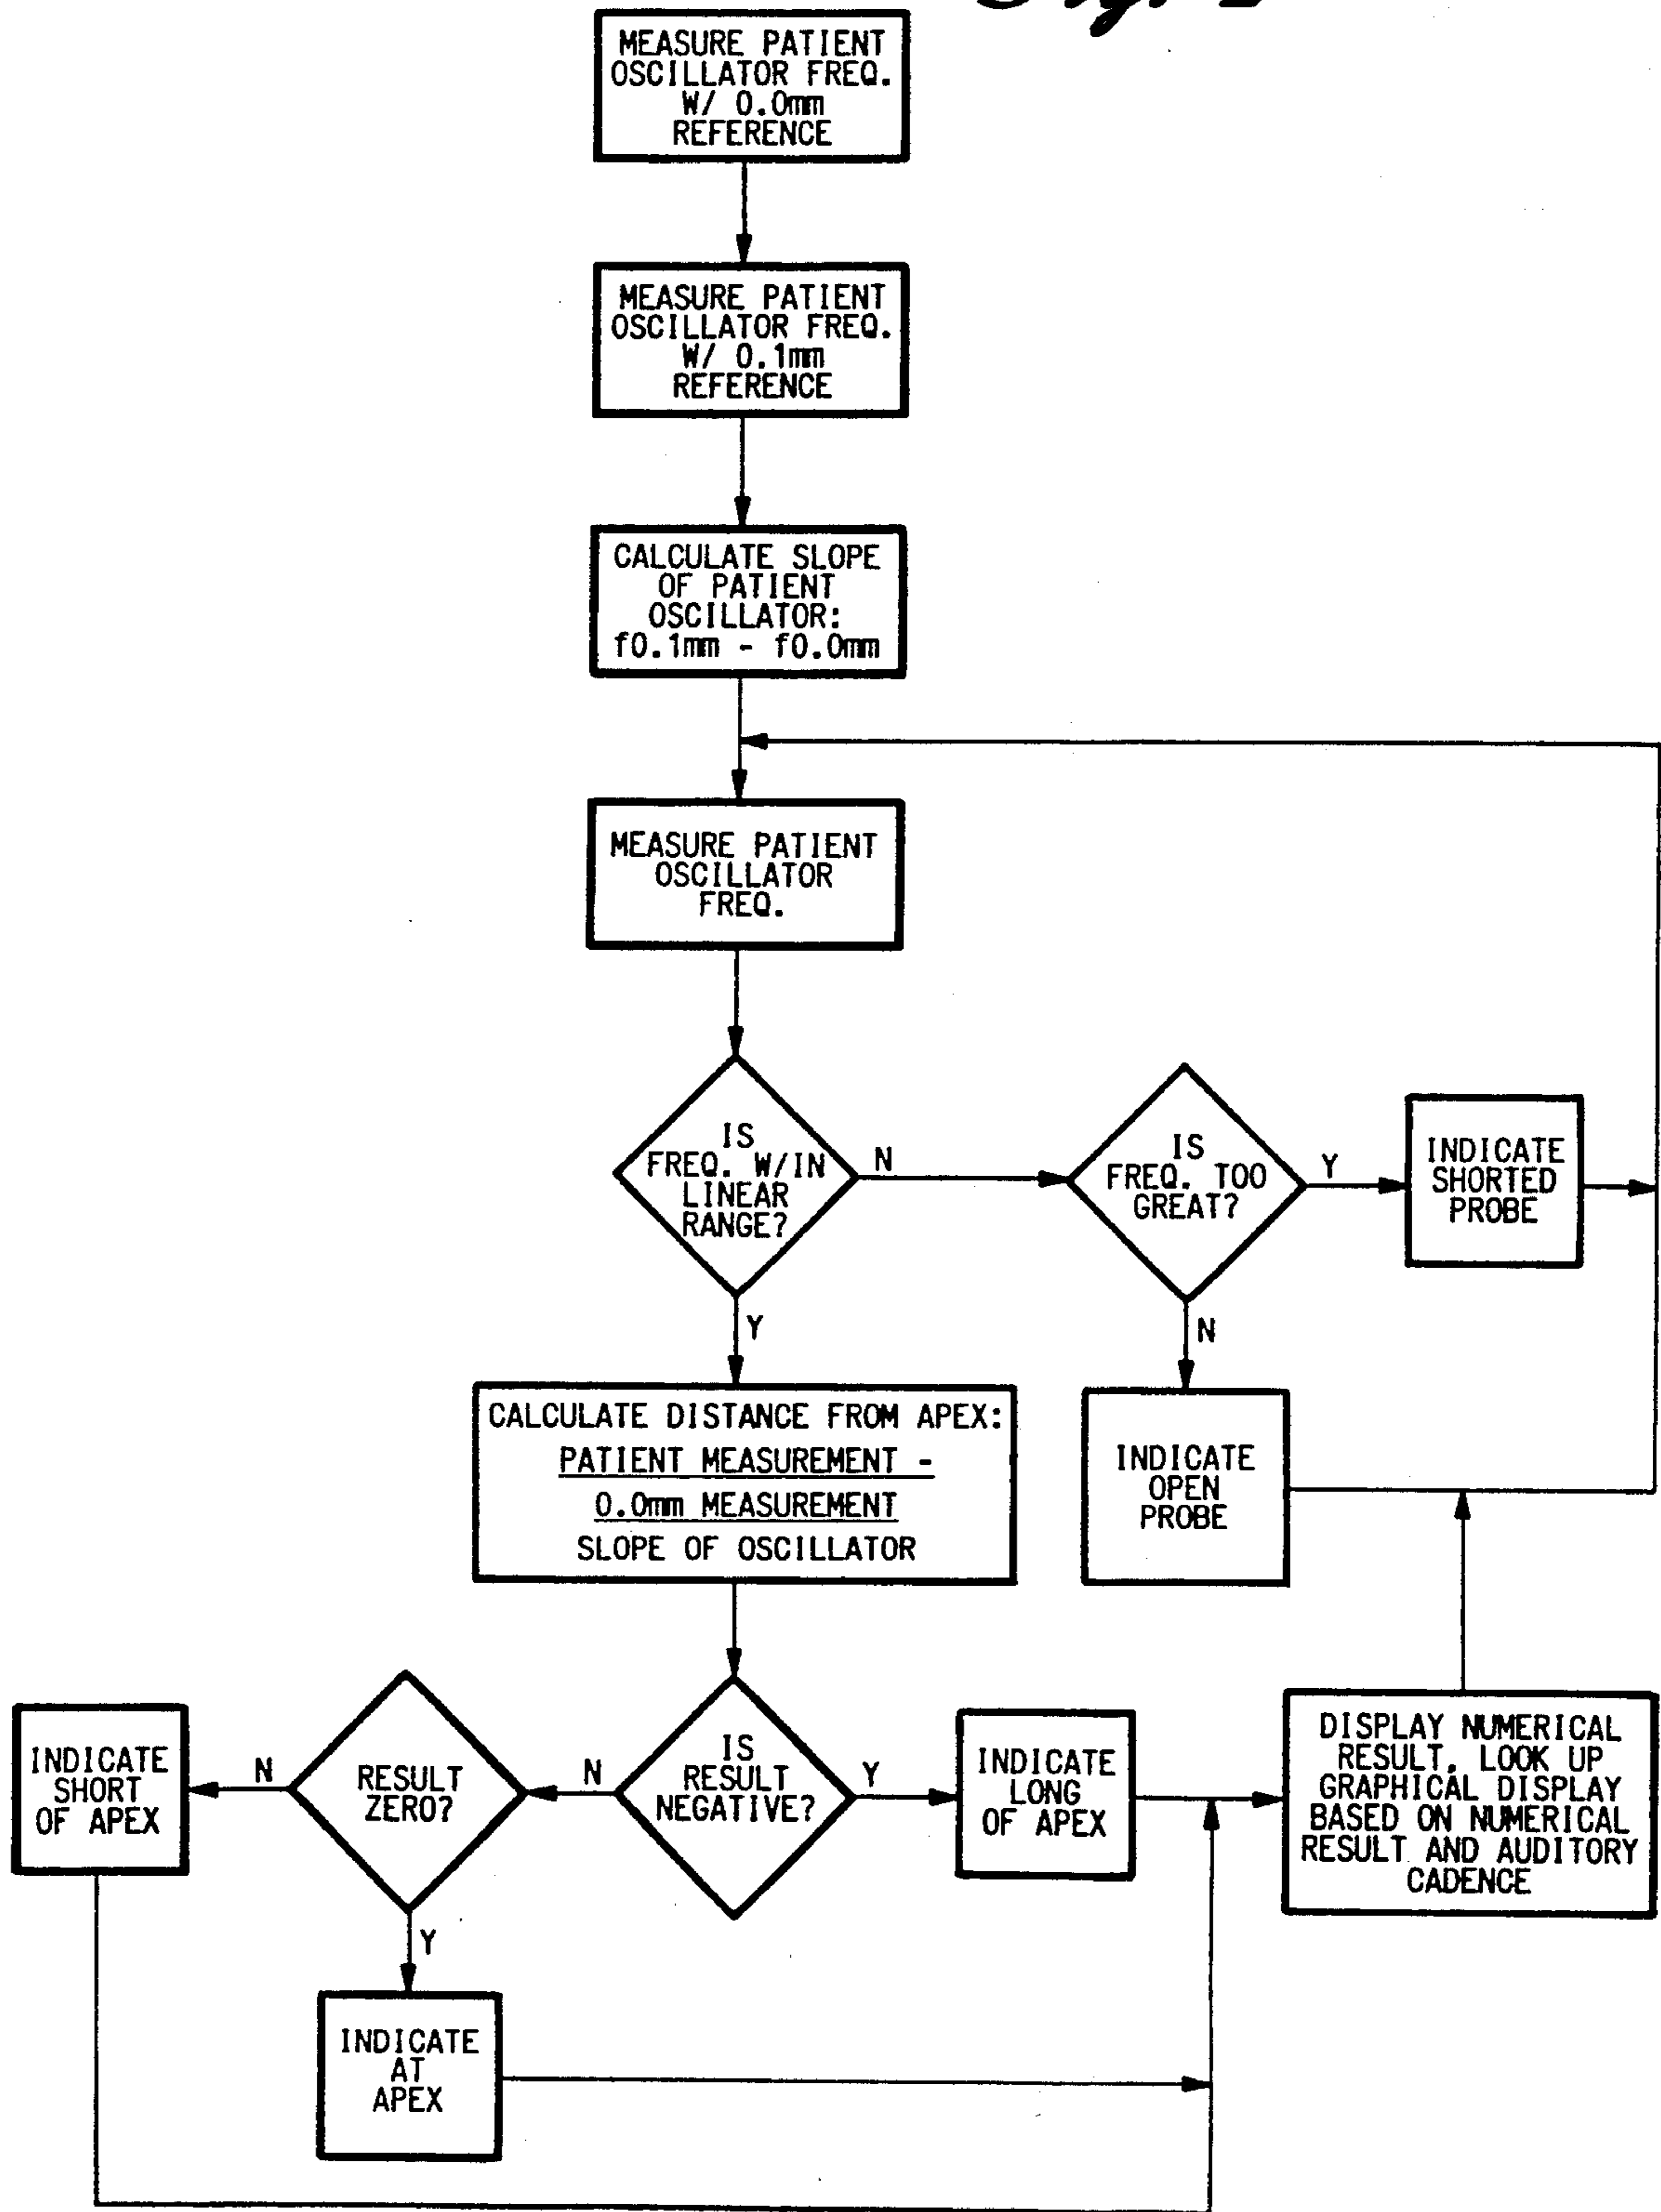 MEASURE PATIENT
OSCILLATOR FREQ.
W/ 0.0mm
REFERENCE
MEASURE PATIENT
OSCILLATOR FREQ.
W/ 0.1mm
REFERENCE
CALCULATE SLOPE
OF PATIENT
OSCILLATOR:
f0.1mm - f0.0mm
MEASURE PATIENT
OSCILLATOR
FREQ.
IS
FREQ. W/IN
LINEAR
RANGE?
N
IS
FREQ. TOO
GREAT?
Y
INDICATE
SHORTED
PROBE
Y
N
CALCULATE DISTANCE FROM APEX:
PATIENT MEASUREMENT -
0.0mm MEASUREMENT
SLOPE OF OSCILLATOR
INDICATE
OPEN
PROBE
INDICATE
SHORT
OF APEX
N
RESULT
ZERO?
N
IS
RESULT
NEGATIVE?
Y
INDICATE
LONG
OF APEX
DISPLAY NUMERICAL
RESULT, LOOK UP
GRAPHICAL DISPLAY
BASED ON NUMERICAL
RESULT AND AUDITORY
CADENCE
Y
INDICATE
AT
APEX